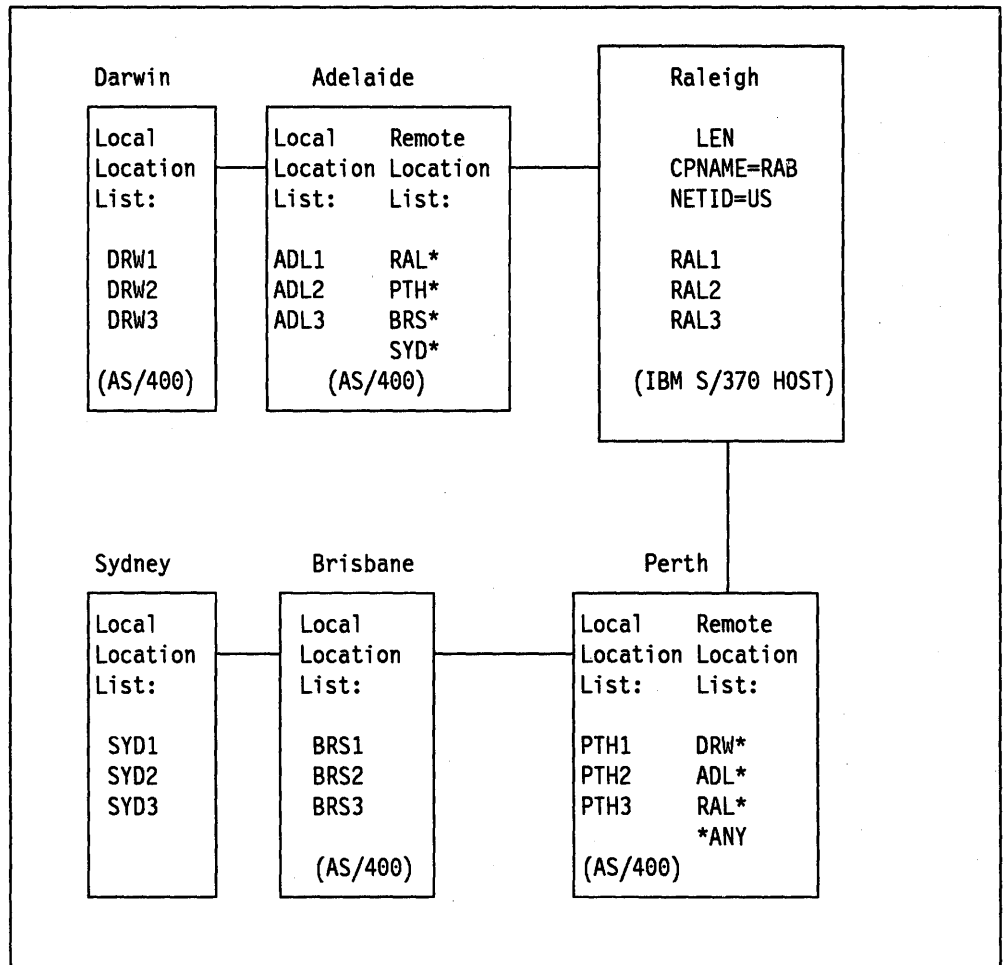 Darwin
Adelaide
Raleigh
Local
Location
List:
DRW1
DRW2
DRW3
(AS/400)
Local Remote
Location Location
List: List:
ADL1 RAL*
ADL2 PTH*
ADL3 BRS*
SYD*
(AS/400)
LEN
CPNAME=RAB
NETID=US
RAL1
RAL2
RAL3
(IBM S/370 HOST)
Sydney
Brisbane
Perth
Local
Location
List:
SYD1
SYD2
SYD3
Local
Location
List:
BRS1
BRS2
BRS3
(AS/400)
Local Remote
Location Location
List: List:
PTH1 DRW*
PTH2 ADL*
PTH3 RAL*
*ANY
(AS/400)